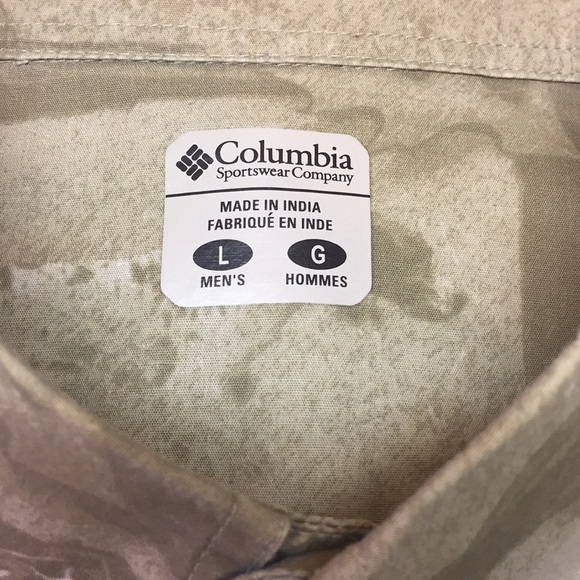 Columbia
Sportswear Company
MADE IN INDIA
FABRIQUÉ EN INDE
L G
MEN'S HOMMES